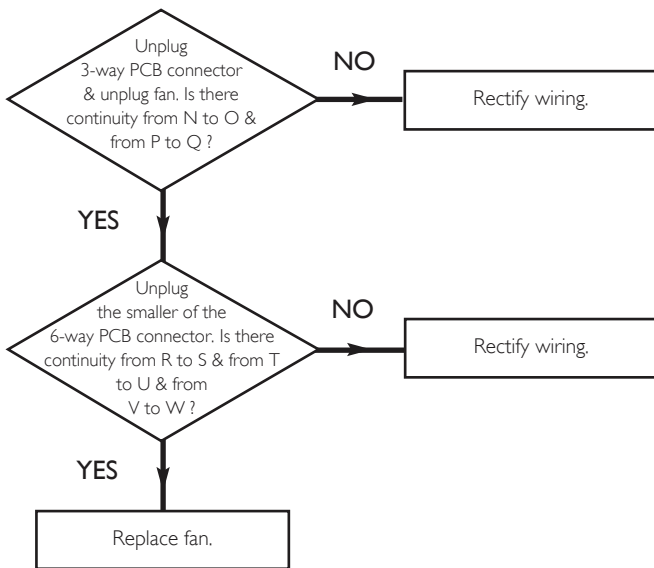 Unplug
3-way PCB connector
& unplug fan. Is there
continuity from N to O &
from P to Q ?
NO
Rectify wiring.
YES
Unplug
the smaller of the
6-way PCB connector. Is there
continuity from R to S & from T
to U & from
V to W ?
NO
Rectify wiring.
YES
Replace fan.